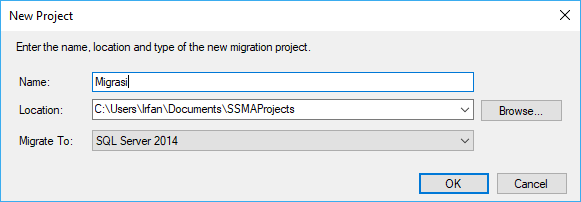 New Project
Enter the name, location and type of the new migration project.
Name: Migrasi
Location: C:\Users\Irfan\Documents\SSMAProjects Browse...
Migrate To: SQL Server 2014
OK Cancel